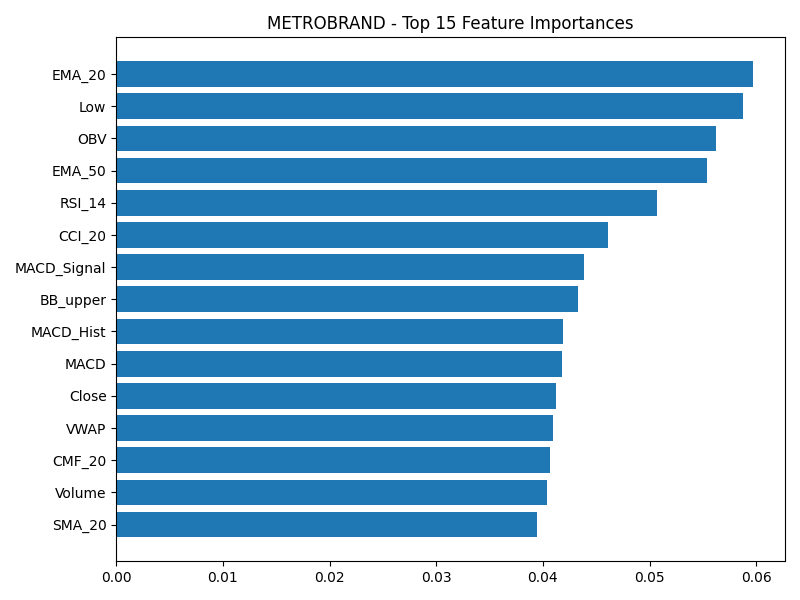 METROBRAND - Top 15 Feature Importances
EMA_20
Low
OBV
EMA_50
RSI_14
CCI_20
MACD_Signal
BB_upper
MACD_Hist
MACD
Close
VWAP
CMF_20
Volume
SMA_20
0.00 0.01 0.02 0.03 0.04 0.05 0.06